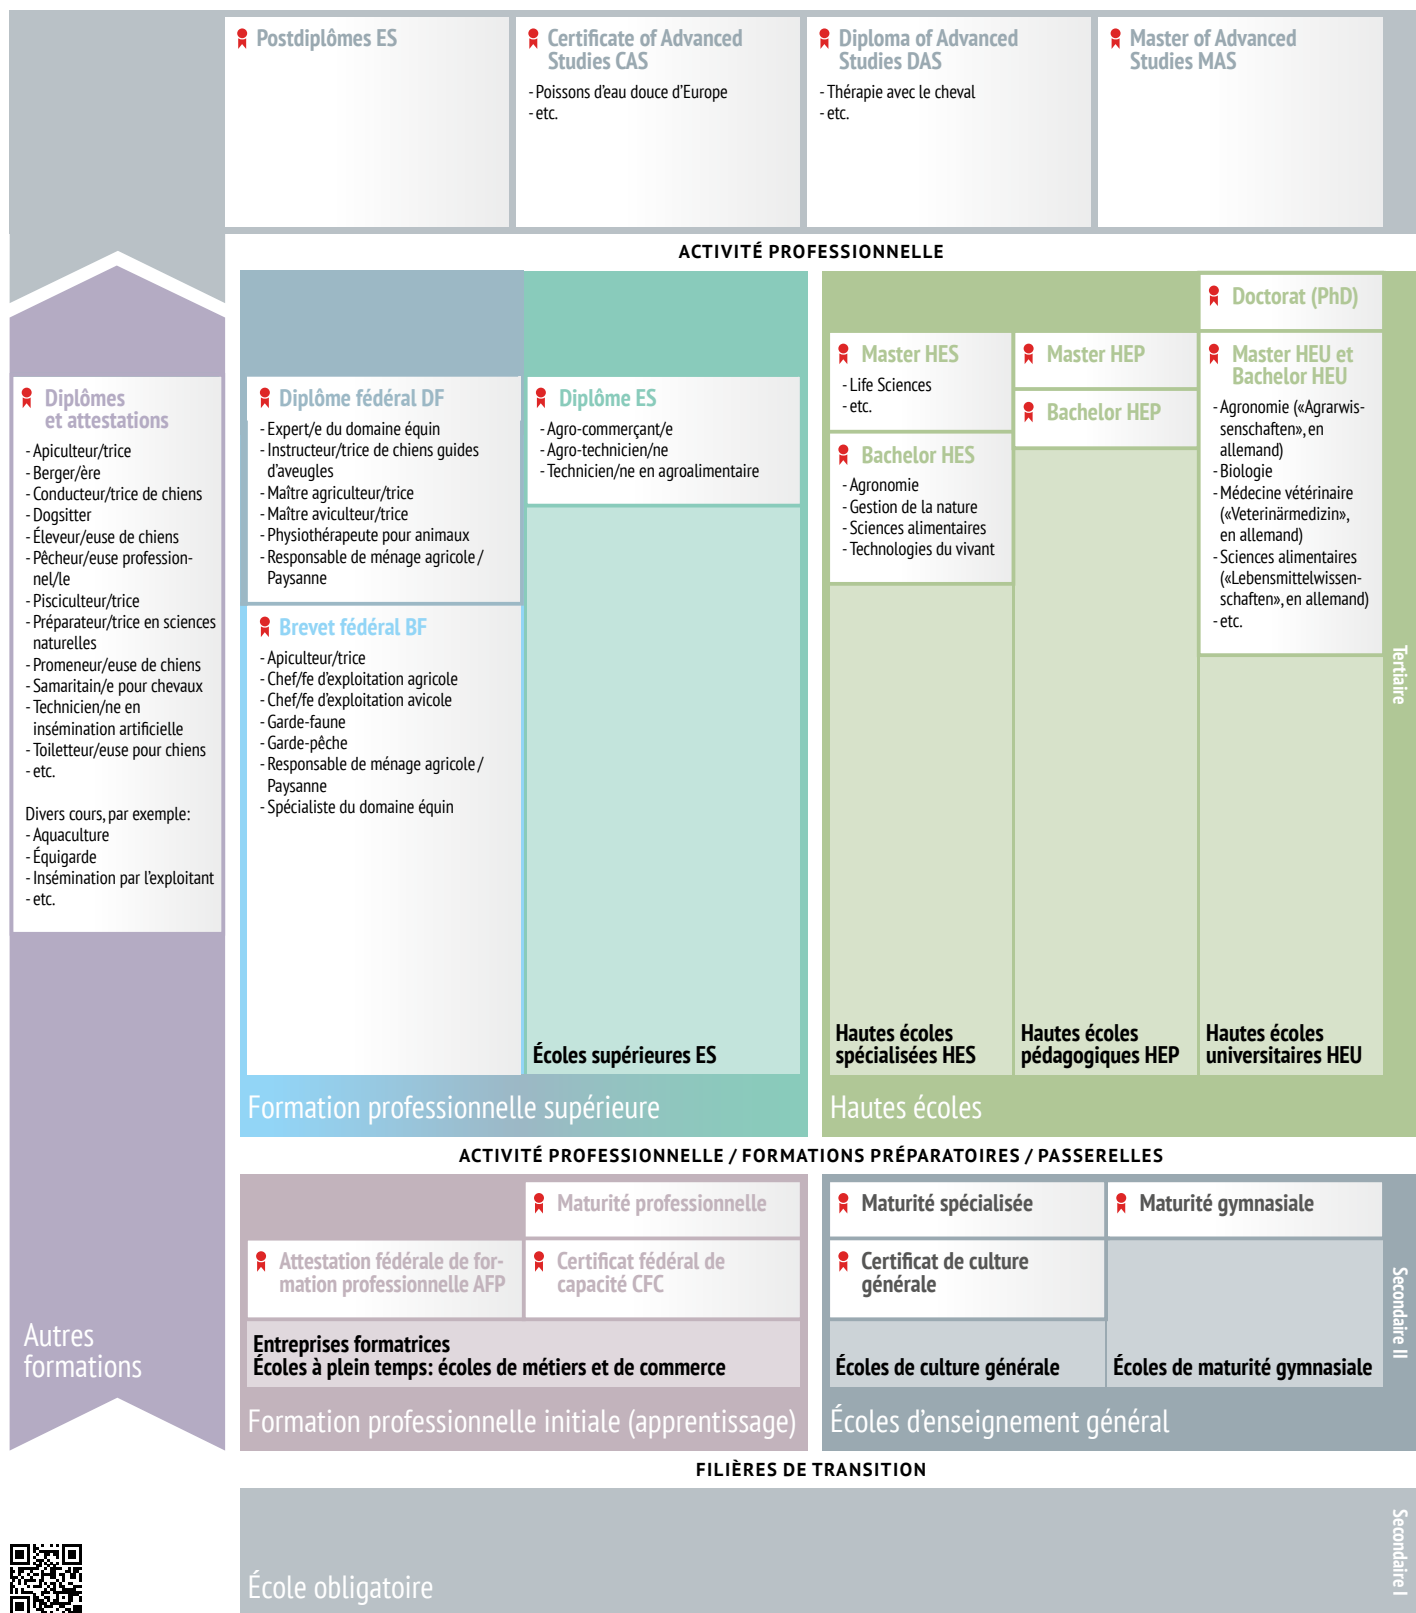 Postdiplômes ES
Certificate of Advanced
Studies CAS
- Poissons d'eau douce d'Europe
- etc.
Diploma of Advanced
Studies DAS
- Thérapie avec le cheval
- etc.
Master of Advanced
Studies MAS
ACTIVITÉ PROFESSIONNELLE
Diplômes
et attestations
- Apiculteur/trice
- Berger/ère
- Conducteur/trice de chiens
- Dogsitter
- Éleveur/euse de chiens
- Pêcheur/euse profession-
nel/le
- Pisciculteur/trice
- Préparateur/trice en sciences
naturelles
- Promeneur/euse de chiens
- Samaritain/e pour chevaux
- Technicien/ne en
insémination artificielle
- Toiletteur/euse pour chiens
- etc.
Divers cours, par exemple:
- Aquaculture
- Équigarde
- Insémination par l'exploitant
- etc.
Autres
formations
Diplôme fédéral DF
- Expert/e du domaine équin
- Instructeur/trice de chiens guides
d'aveugles
- Maître agriculteur/trice
- Maître aviculteur/trice
- Physiothérapeute pour animaux
- Responsable de ménage agricole /
Paysanne
Brevet fédéral BF
- Apiculteur/trice
- Chef/fe d'exploitation agricole
- Chef/fe d'exploitation avicole
- Garde-faune
- Garde-pêche
- Responsable de ménage agricole /
Paysanne
- Spécialiste du domaine équin
Diplôme ES
- Agro-commerçant/e
- Agro-technicien/ne
- Technicien/ne en agroalimentaire
Écoles supérieures ES
Formation professionnelle supérieure
Master HES
- Life Sciences
- etc.
Bachelor HES
- Agronomie
- Gestion de la nature
- Sciences alimentaires
- Technologies du vivant
Hautes écoles
spécialisées HES
Master HEP
Bachelor HEP
Hautes écoles
pédagogiques HEP
Doctorat (PhD)
Master HEU et
Bachelor HEU
- Agronomie («Agrarwis-
senschaften», en
allemand)
- Biologie
- Médecine vétérinaire
(«Veterinärmedizin»,
en allemand)
- Sciences alimentaires
(«Lebensmittelwissen-
schaften», en allemand)
- etc.
Hautes écoles
universitaires HEU
Hautes écoles
Tertiaire
ACTIVITÉ PROFESSIONNELLE / FORMATIONS PRÉPARATOIRES / PASSERELLES
Maturité professionnelle
Attestation fédérale de for-
mation professionnelle AFP
Certificat fédéral de
capacité CFC
Entreprises formatrices
Écoles à plein temps: écoles de métiers et de commerce
Formation professionnelle initiale (apprentissage)
Maturité spécialisée
Certificat de culture
générale
Écoles de culture générale
Maturité gymnasiale
Écoles de maturité gymnasiale
Écoles d'enseignement général
Secondaire II
FILIÈRES DE TRANSITION
École obligatoire
Secondaire I